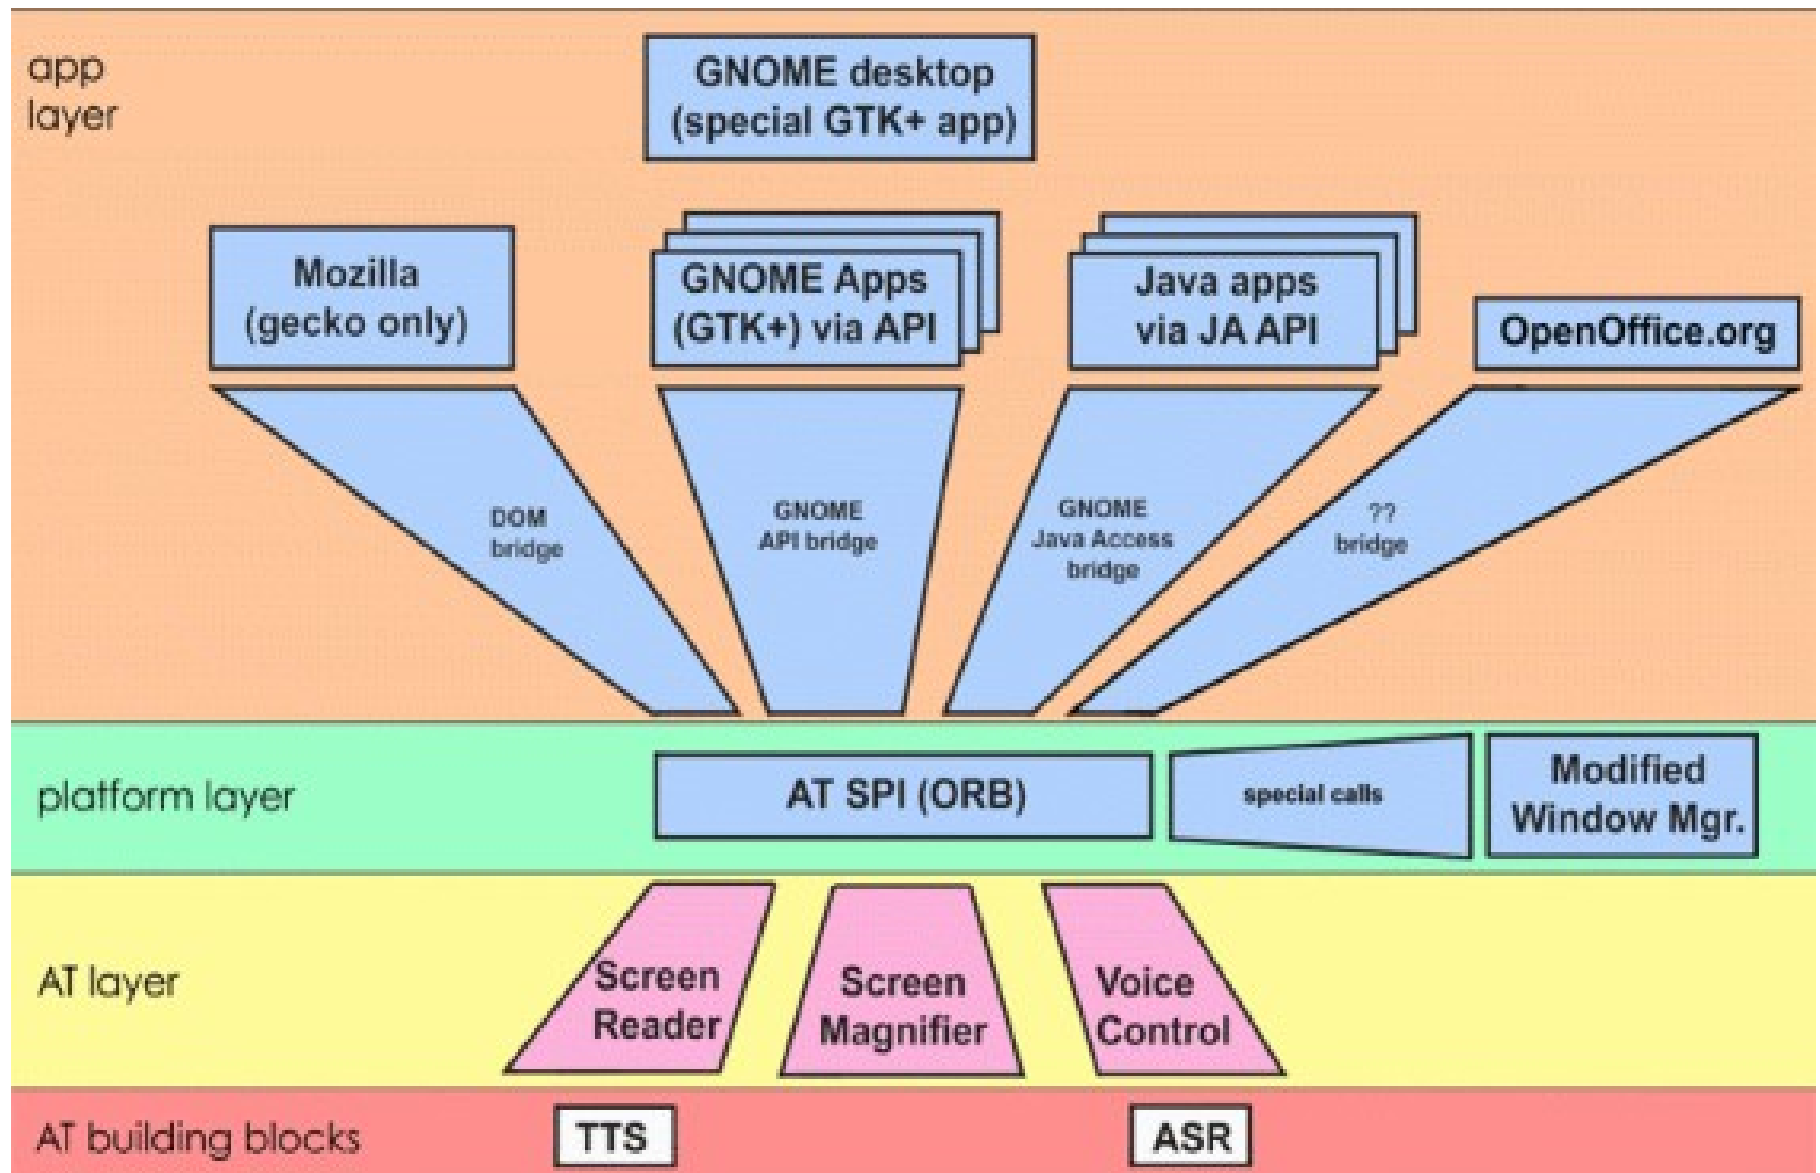 app
layer
GNOME desktop
(special GTK+ app)
Mozilla
(gecko only)
GNOME Apps
(GTK+) via API
Java apps
via JA API
OpenOffice.org
DOM
bridge
GNOME
API bridge
GNOME
Java Access
bridge
??
bridge
platform layer
AT SPI (ORB)
special calls
Modified
Window Mgr.
AT layer
Screen
Reader
Screen
Magnifier
Voice
Control
AT building blocks
TTS
ASR